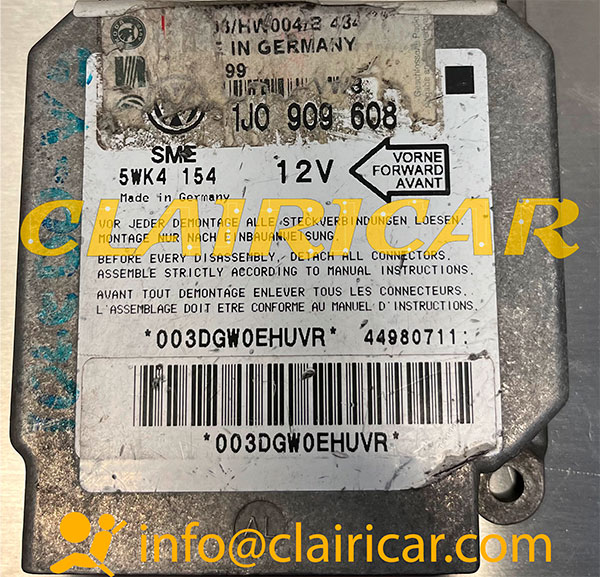 IN GERMANY
99
1J0 909 608
SME
5WK4 154
12V
VORNE
FORWARD
AVANT
Made in Germany
CLAIRICAR
VOR JEDER DEMONTAGE ALLE STECKVERBINDUNGEN LOESEN.
MONTAGE NUR NACH EINBAUANWEISUNG
BEFORE EVERY DISASSEMBLY, DETACH ALL CONNECTORS.
ASSEMBLE STRICTLY ACCORDING TO MANUAL INSTRUCTIONS.
AVANT TOUT DEMONTAGE ENLEVER TOUS LES CONNECTEURS.
L'ASSEMBLAGE DOIT ETRE CONFORME AU MANUEL D'INSTRUCTIONS.
*003DGW0EHUVR* 44980711:
*003DGW0EHUVR*
AL
info@clairicar.com